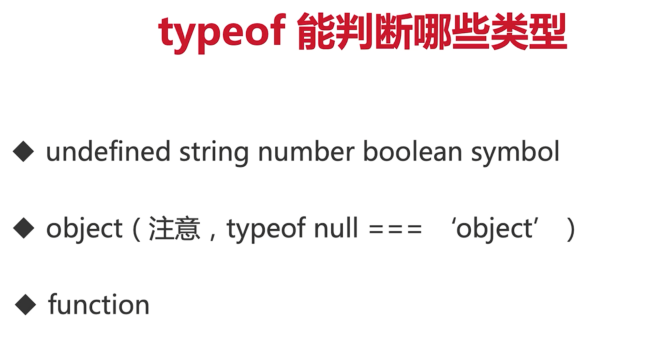 typeof 能判断哪些类型
◆ undefined string number boolean symbol
◆ object（注意，typeof null === ‘object’ ）
◆ function